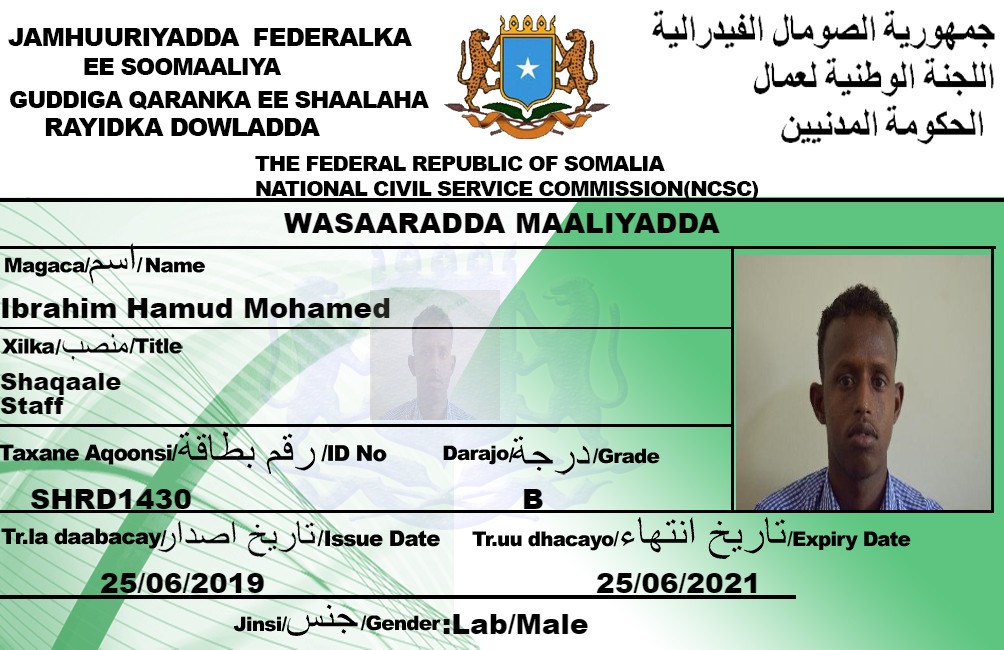 JAMHUURIYADDA FEDERALKA
EE SOOMAALIYA
GUDDIGA QARANKA EE SHAALAHA
RAYIDKA DOWLADDA
جمهورية الصومال الفيدرالية
اللجنة الوطنية لعمال
الحكومة المدنيين
THE FEDERAL REPUBLIC OF SOMALIA
NATIONAL CIVIL SERVICE COMMISSION(NCSC)
WASAARADDA MAALIYADDA
Magaca/اسم/Name
Ibrahim Hamud Mohamed
Xilka/منصب/Title
Shaqaale
Staff
Taxane Aqoonsi/رقم بطاقة/ID No
SHRD1430
Darajo/درجة/Grade
B
Tr.la daabacay/تاريخ اصدار/Issue Date
25/06/2019
Tr.uu dhacayo/تاريخ انتهاء/Expiry Date
25/06/2021
Jinsi/جنس/Gender:Lab/Male